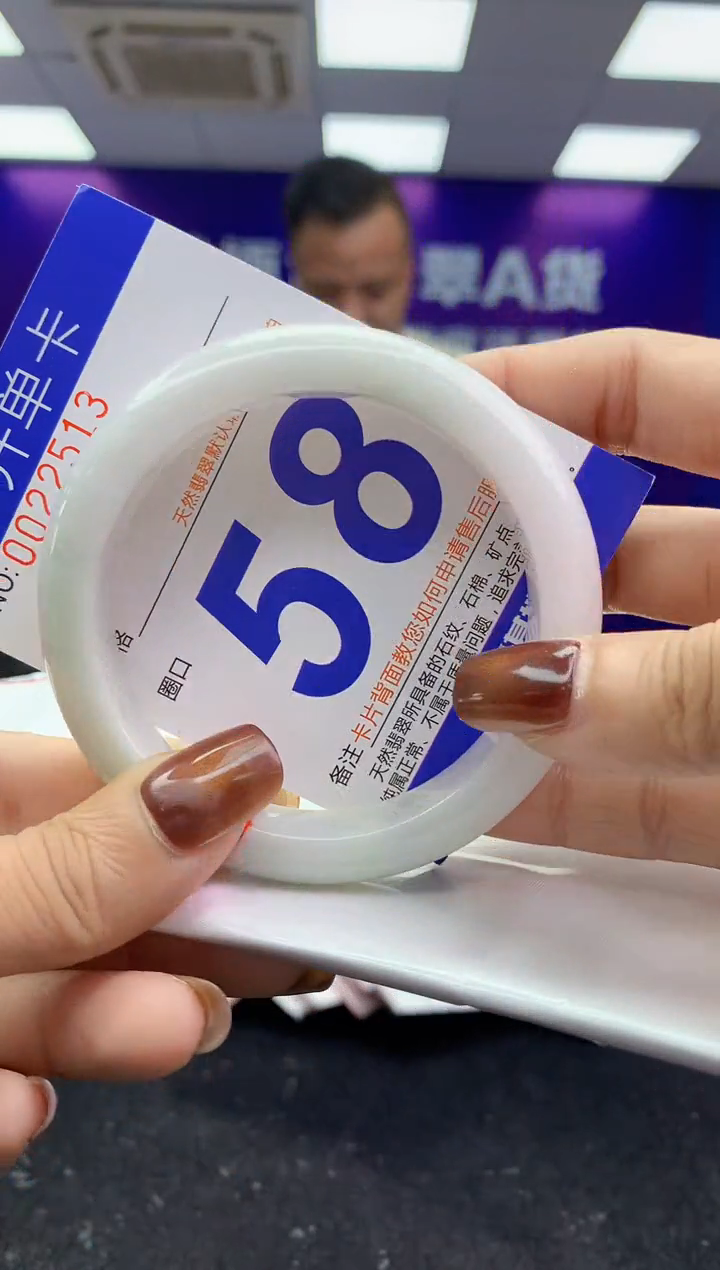 翠A货
开单卡
NO: 0022513
天然翡翠默认
58
圈口
备注 卡片背面教您如何申请售后服
天然翡翠所具备的石纹、石棉、矿点
纯属正常、不属于质量问题，追求完